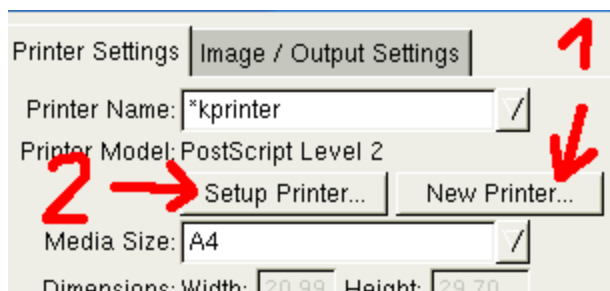 Printer Settings Image / Output Settings 1
Printer Name: *kprinter
Printer Model: PostScript Level 2
2 Setup Printer... New Printer...
Media Size: A4
Dimensions: Width: 20.99 Height: 29.70